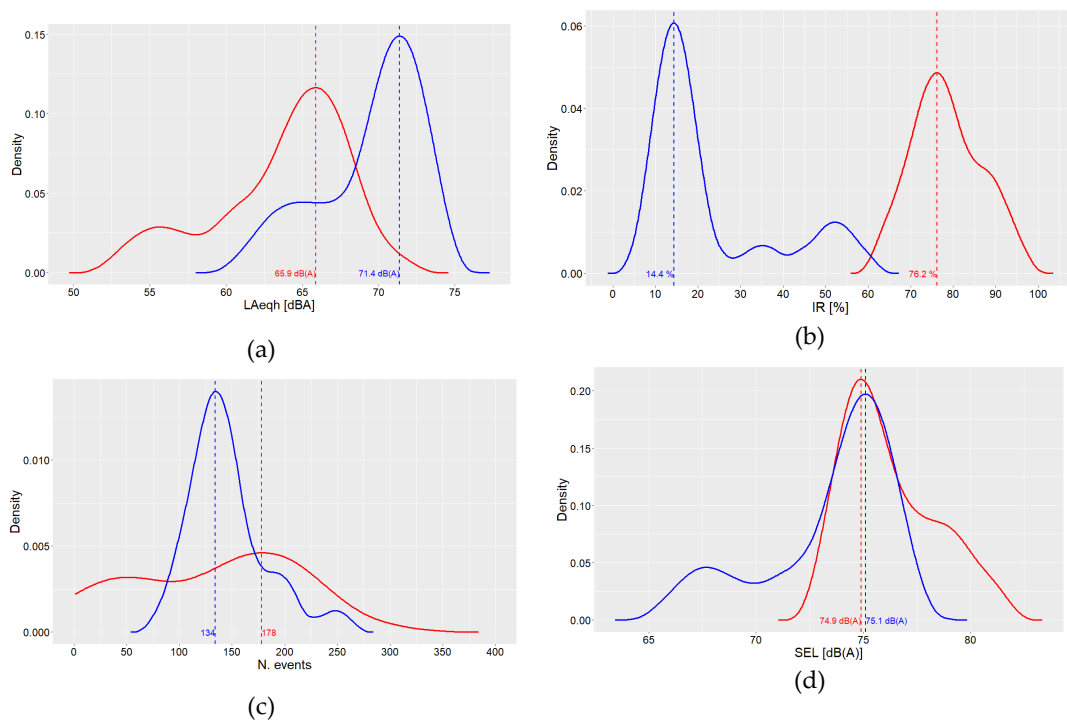 Density
0.15
0.10
0.05
0.00
65.9 dB(A)
71.4 dB(A)
50 55 60 65 70 75
LAeqh [dBA]
(a)
Density
0.06
0.04
0.02
0.00
14.4 %
76.2 %
0 10 20 30 40 50 60 70 80 90 100
IR [%]
(b)
Density
0.010
0.005
0.000
134
178
0 50 100 150 200 250 300 350 400
N. events
(c)
Density
0.20
0.15
0.10
0.05
0.00
74.9 dB(A)
75.1 dB(A)
65 70 75 80
SEL [dB(A)]
(d)